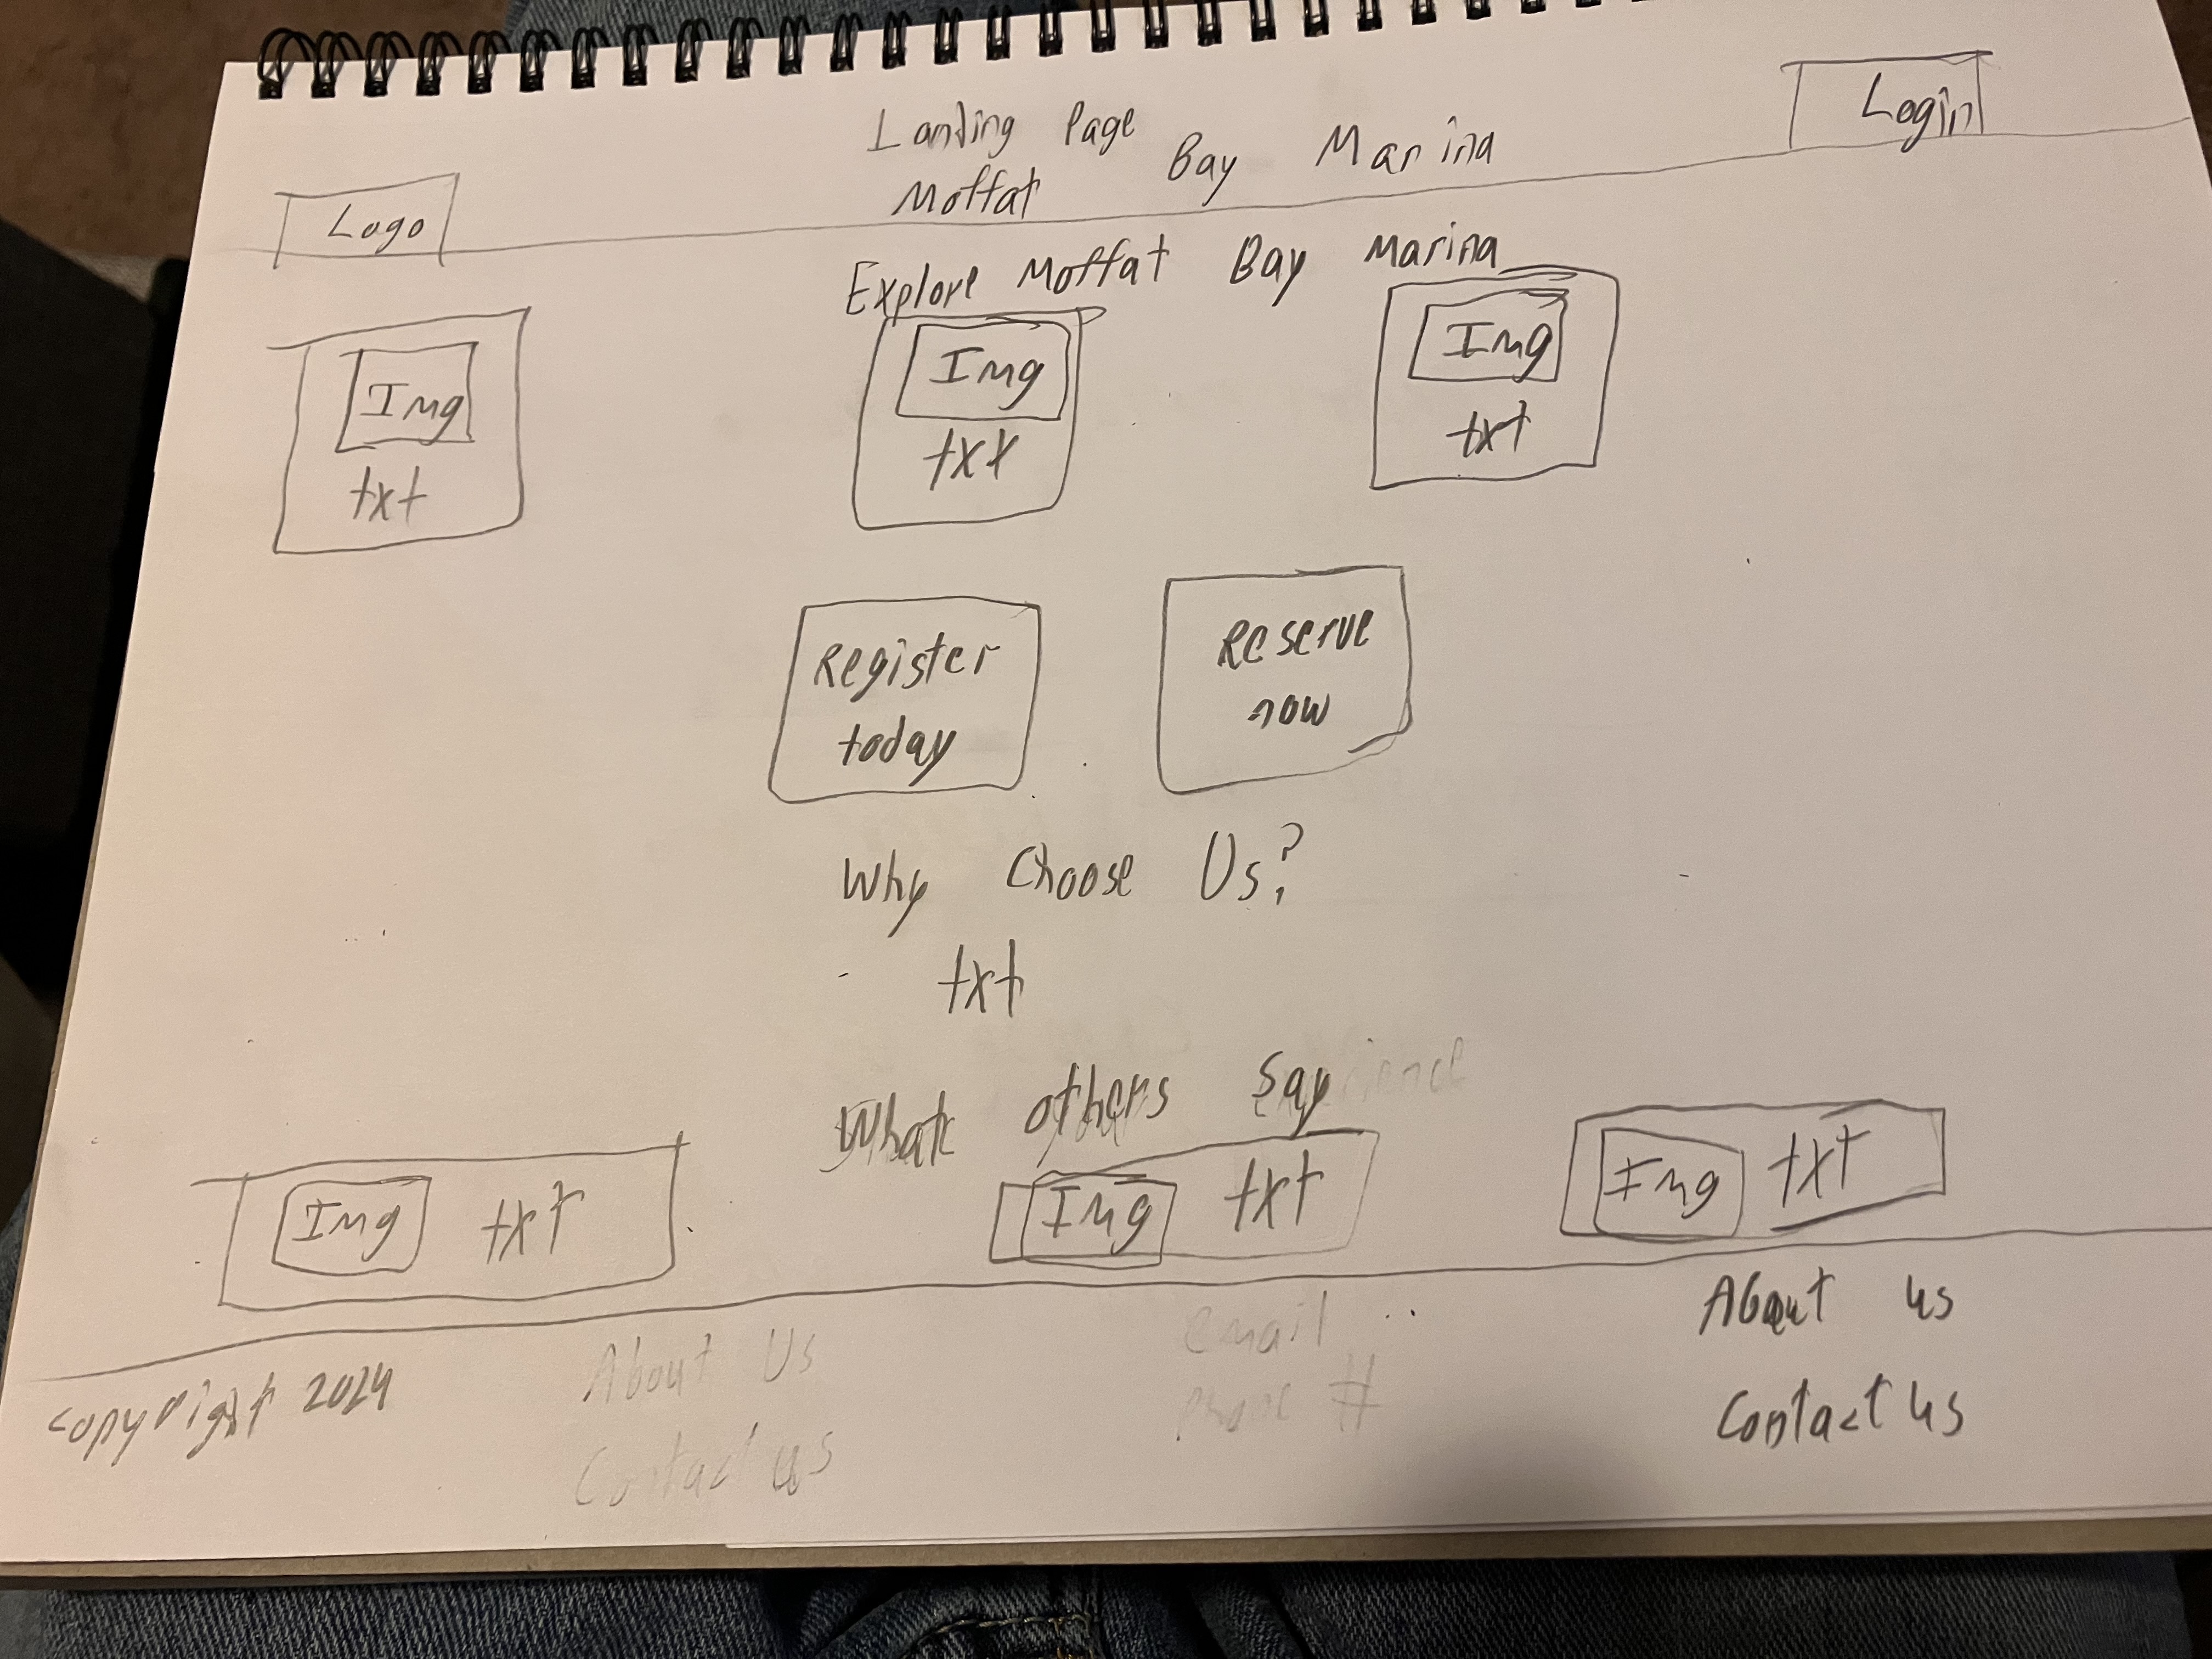 Landing Page
Login
Moffat Bay Marina
Logo
Explore Moffat Bay Marina
Img
txt
Img
txt
Img
txt
Register
today
Reserve
now
Why Choose Us?
txt
What others say
Img txt
Img txt
Img txt
Copyright 2024
About Us
Contact us
email
Phone #
About us
Contact us